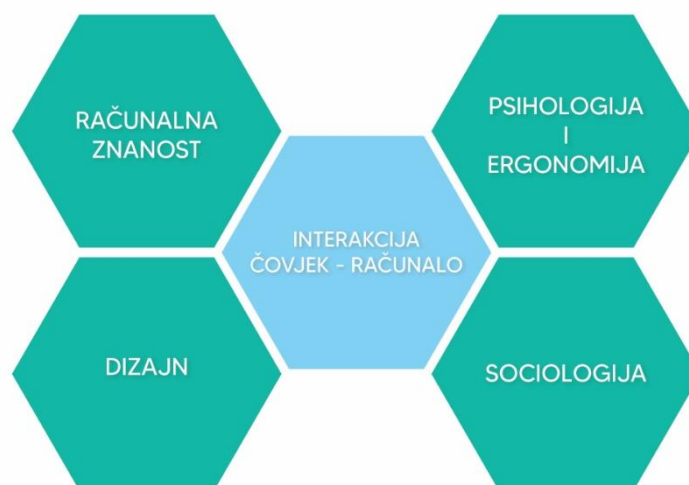 RAČUNALNA
ZNANOST
PSIHOLOGIJA
I
ERGONOMIJA
INTERAKCIJA
ČOVJEK - RAČUNALO
DIZAJN
SOCIOLOGIJA